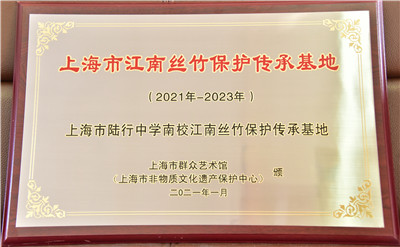 上海市江南丝竹保护传承基地
（2021年-2023年）
上海市陆行中学南校江南丝竹保护传承基地
上海市群众艺术馆
（上海市非物质文化遗产保护中心） 颁
二〇二一年一月